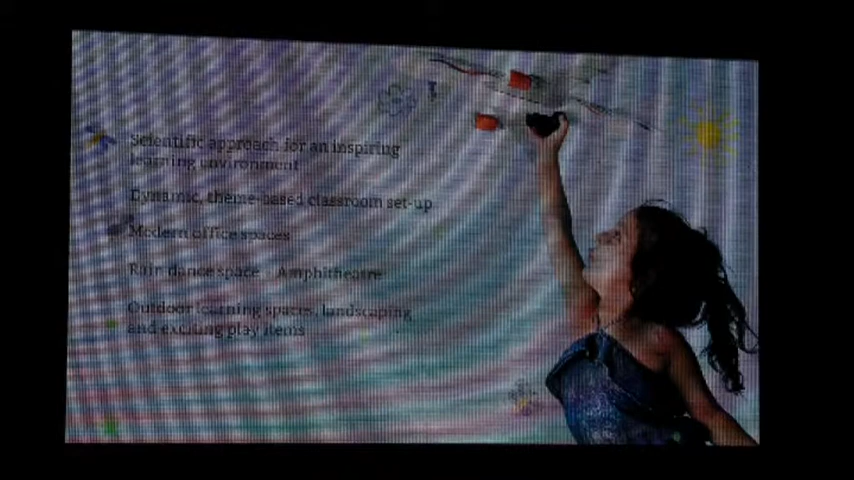 Scientific approach for an inspiring
learning environment
Dynamic, theme-based classroom set-up
Modern office spaces
Rain dance space Amphitheatre
Outdoor learning spaces, landscaping
and exciting play items